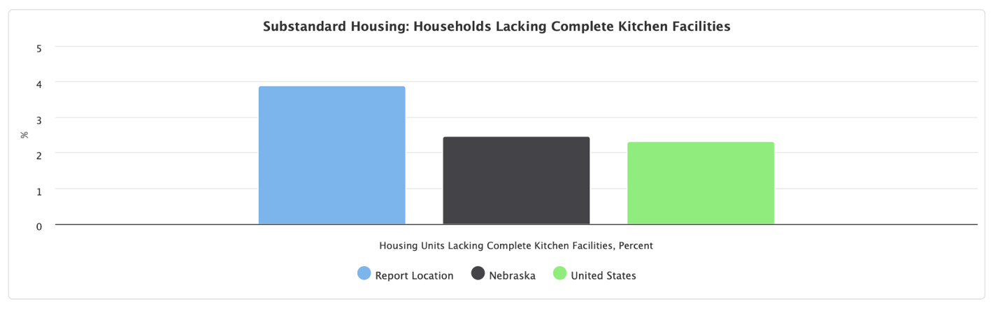 Substandard Housing: Households Lacking Complete Kitchen Facilities
5
4
3
%
2
1
0
Housing Units Lacking Complete Kitchen Facilities, Percent
Report Location Nebraska United States